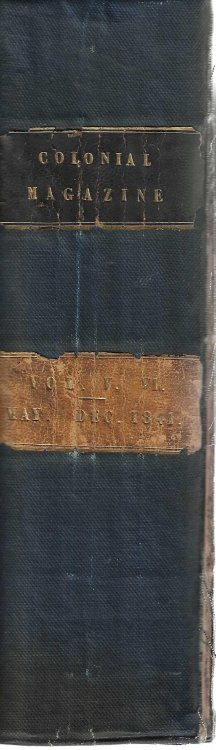 COLONIAL
MAGAZINE
VOL. V. VI.
MAY. DEC. 1841.